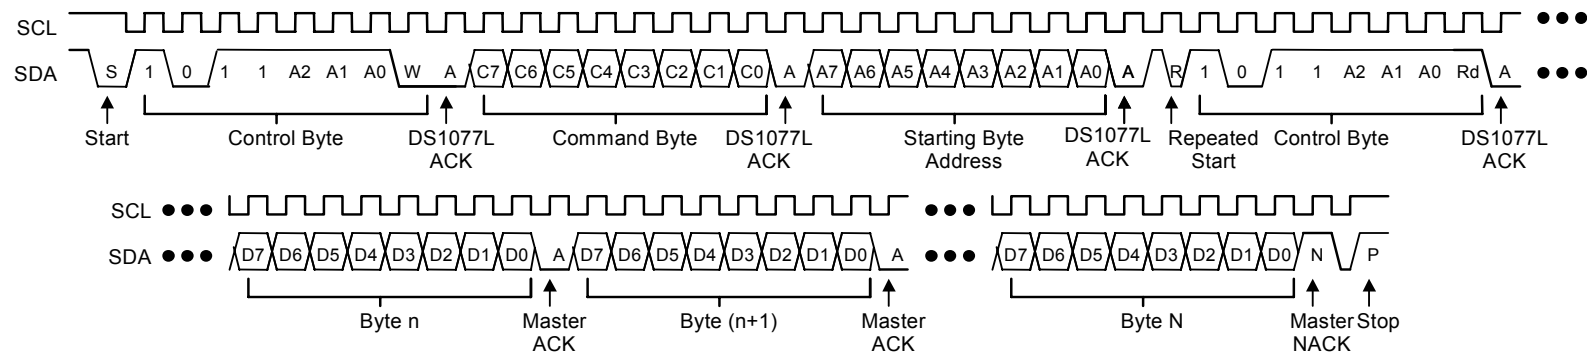 SCL
SDA S 1 0 1 1 A2 A1 A0 W A C7 C6 C5 C4 C3 C2 C1 C0 A A7 A6 A5 A4 A3 A2 A1 A0 A R 1 0 1 1 A2 A1 A0 Rd A
Start Control Byte DS1077L ACK Command Byte DS1077L ACK Starting Byte Address DS1077L ACK Repeated Start Control Byte DS1077L ACK
SCL
SDA D7 D6 D5 D4 D3 D2 D1 D0 A D7 D6 D5 D4 D3 D2 D1 D0 A D7 D6 D5 D4 D3 D2 D1 D0 N P
Byte n Master ACK Byte (n+1) Master ACK Byte N Master NACK Stop